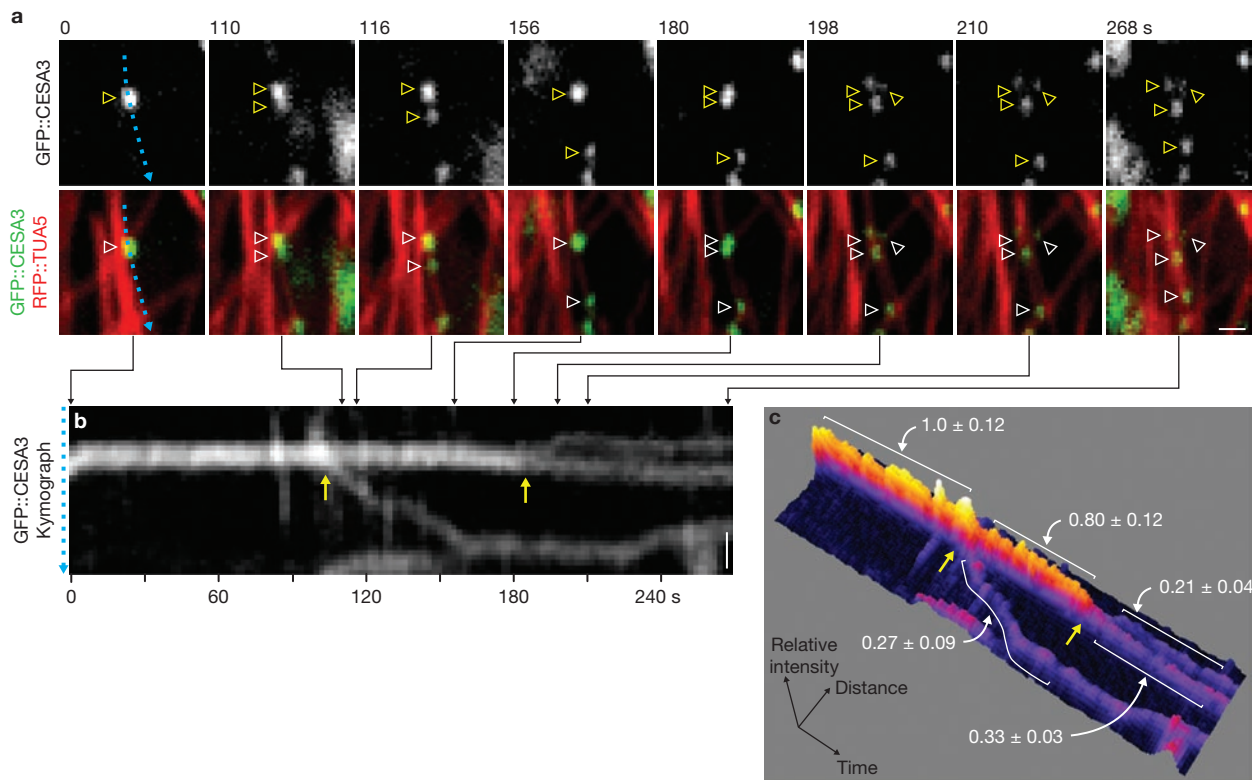 a
0 110 116 156 180 198 210 268 s
GFP::CESA3
GFP::CESA3
RFP::TUA5
b
GFP::CESA3
Kymograph
0 60 120 180 240 s
c
1.0 ± 0.12
0.80 ± 0.12
0.21 ± 0.04
0.27 ± 0.09
0.33 ± 0.03
Relative
intensity
Distance
Time